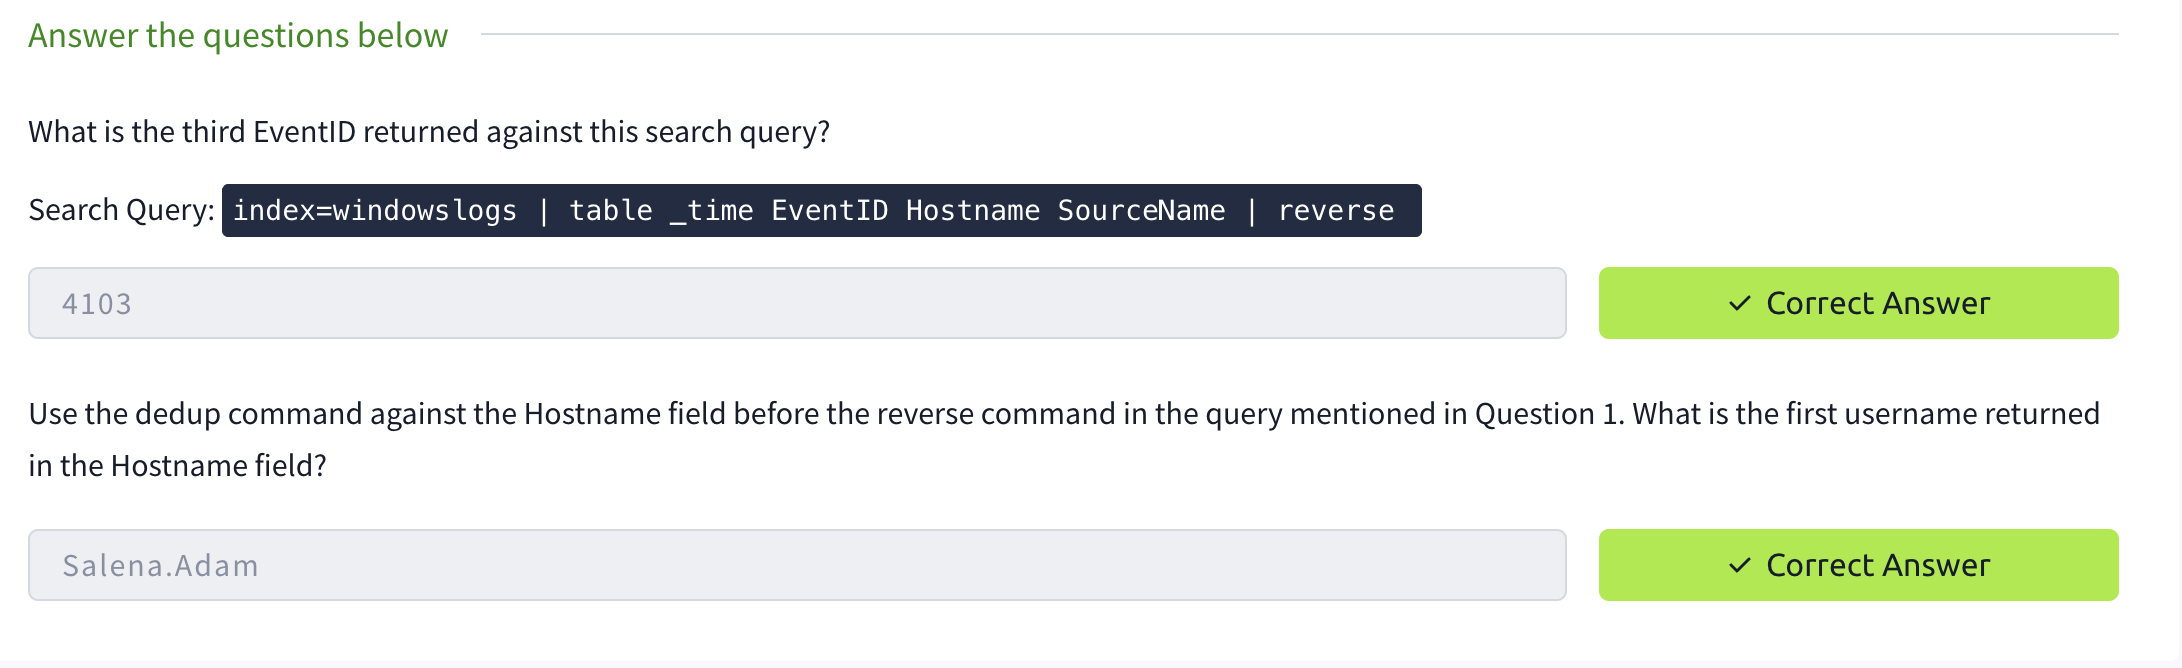 Answer the questions below
What is the third EventID returned against this search query?
Search Query: index=windowslogs | table _time EventID Hostname SourceName | reverse
4103
✓ Correct Answer
Use the dedup command against the Hostname field before the reverse command in the query mentioned in Question 1. What is the first username returned
in the Hostname field?
Salena.Adam
✓ Correct Answer